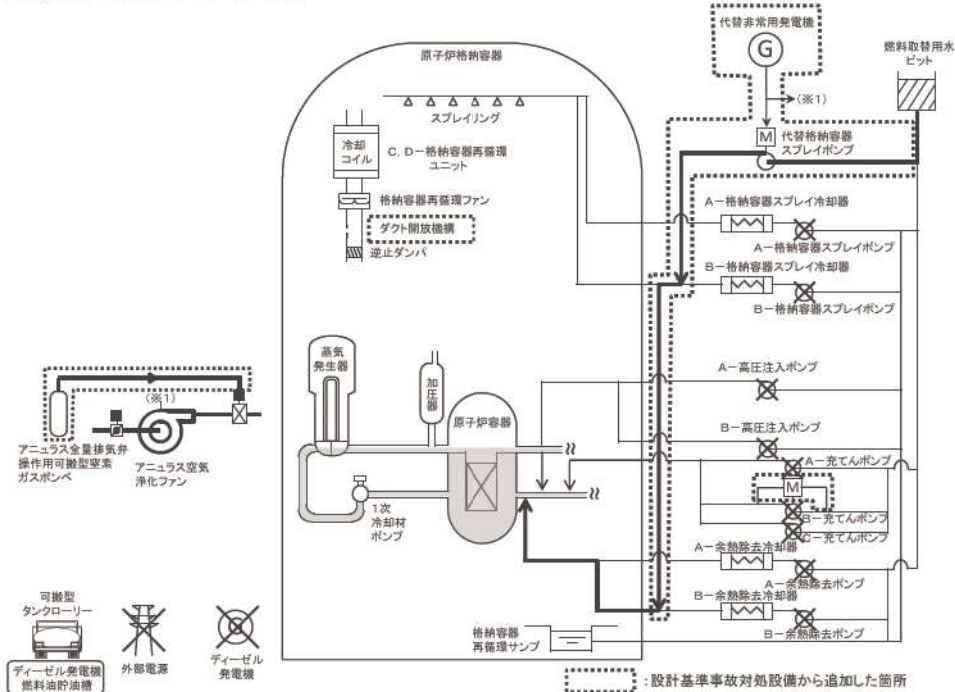 代替非常用発電機
G
燃料取替用水
ピット
(※1)
M
代替格納容器
スプレイポンプ
原子炉格納容器
スプレイリング
冷却
コイル
C, D-格納容器再循環
ユニット
格納容器再循環ファン
ダクト開放機構
逆止ダンパ
A-格納容器スプレイ冷却器
A-格納容器スプレイポンプ
B-格納容器スプレイ冷却器
B-格納容器スプレイポンプ
蒸気
発生器
加圧器
原子炉容器
1次
冷却材
ポンプ
A-高圧注入ポンプ
B-高圧注入ポンプ
A-充てんポンプ
M
B-充てんポンプ
C-充てんポンプ
A-余熱除去冷却器
A-余熱除去ポンプ
B-余熱除去冷却器
B-余熱除去ポンプ
格納容器
再循環サンプ
(※1)
アニュラス全量排気弁
操作用可搬型窒素
ガスボンベ
アニュラス空気
浄化ファン
可搬型
タンクローリー
ディーゼル発電機
燃料油貯油槽
外部電源
ディーゼル
発電機
:設計基準事故対処設備から追加した箇所